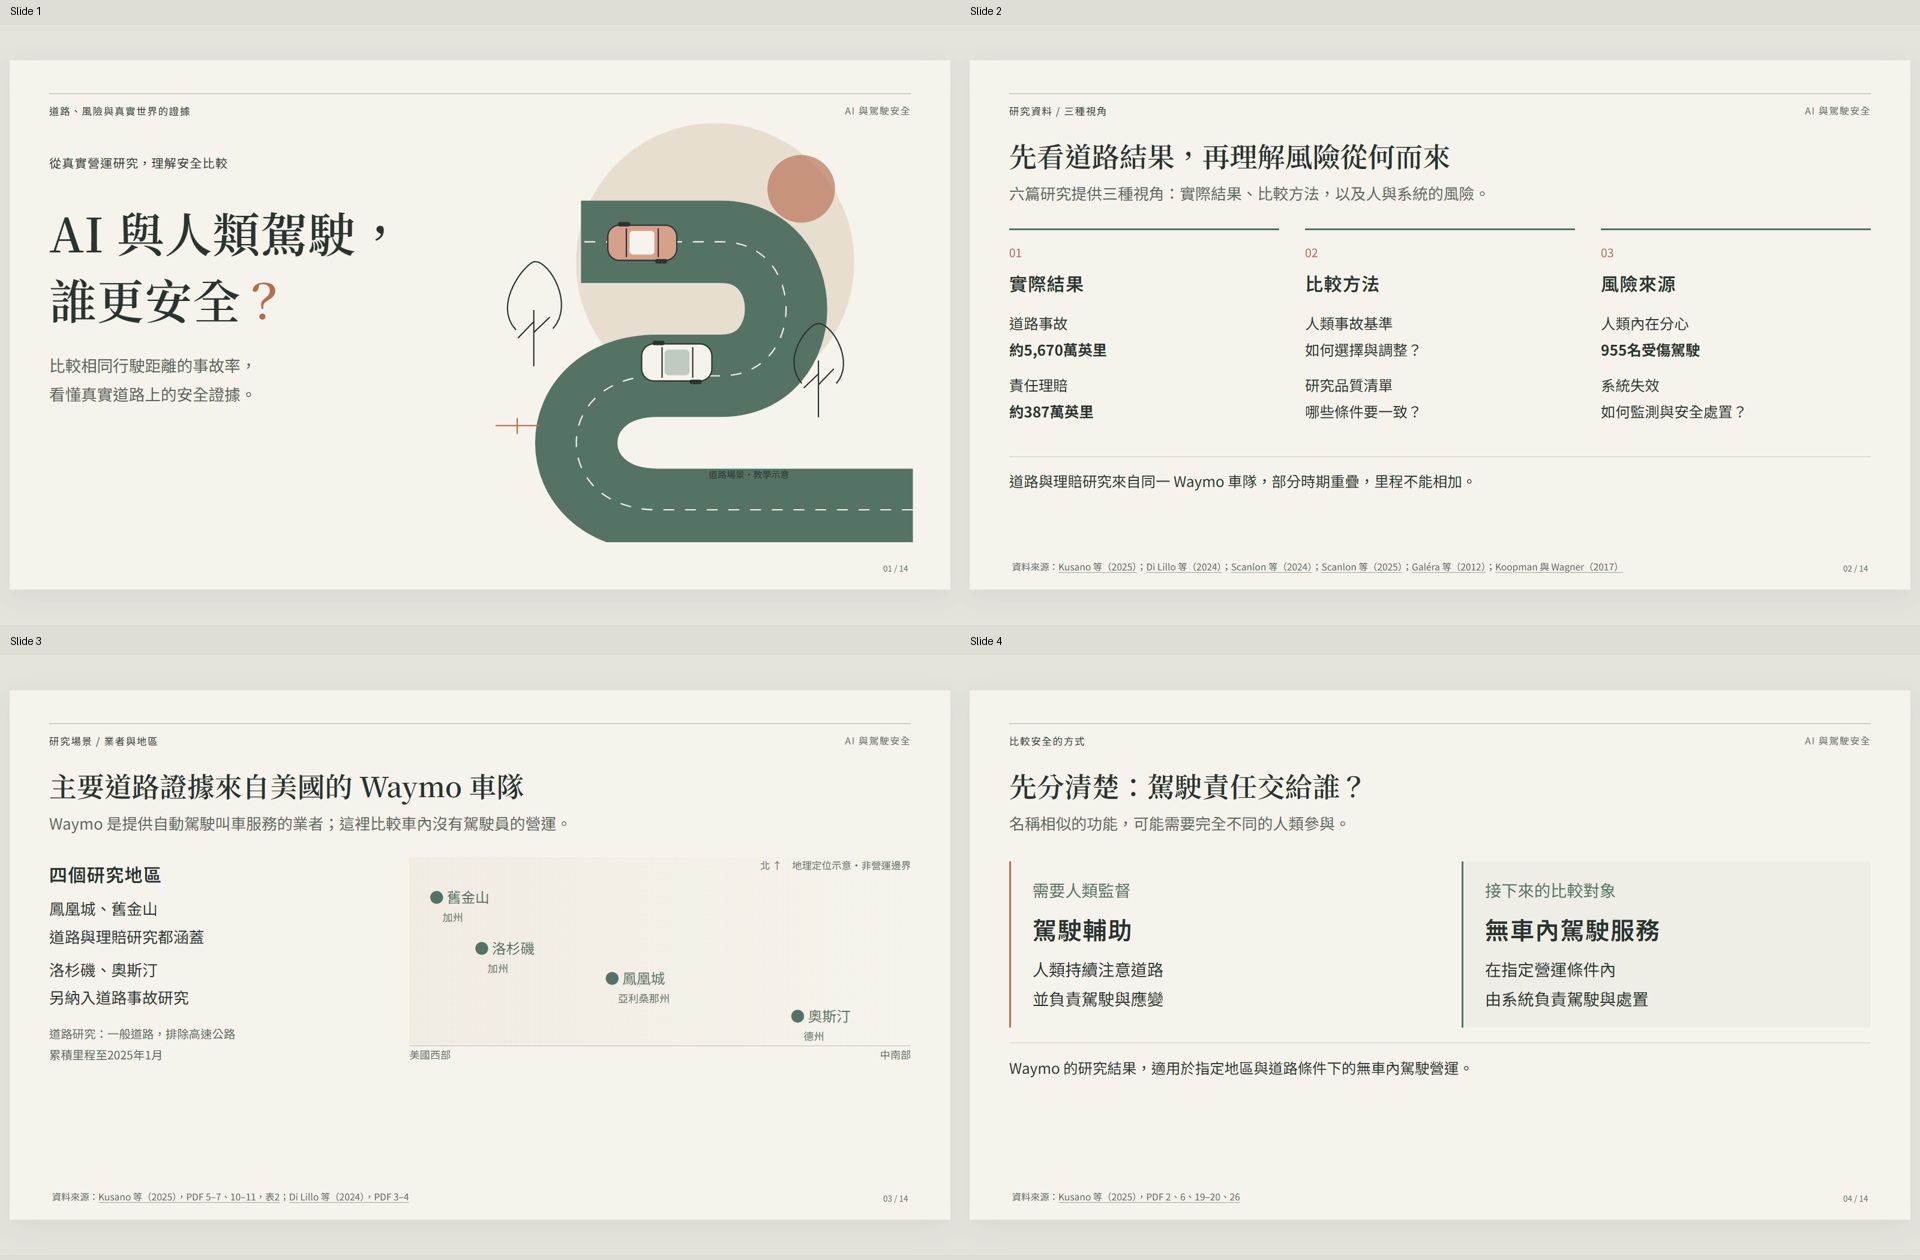 Slide 1
道路、風險與真實世界的證據
AI 與駕駛安全
從真實營運研究，理解安全比較
AI 與人類駕駛，
誰更安全？
比較相同行駛距離的事故率，
看懂真實道路上的安全證據。
道路場景・教學示意
01 / 14
Slide 2
研究資料 / 三種視角
AI 與駕駛安全
先看道路結果，再理解風險從何而來
六篇研究提供三種視角：實際結果、比較方法，以及人與系統的風險。
01
實際結果
道路事故
約5,670萬英里
責任理賠
約387萬英里
02
比較方法
人類事故基準
如何選擇與調整？
研究品質清單
哪些條件要一致？
03
風險來源
人類內在分心
955名受傷駕駛
系統失效
如何監測與安全處置？
道路與理賠研究來自同一 Waymo 車隊，部分時期重疊，里程不能相加。
資料來源：Kusano 等（2025）；Di Lillo 等（2024）；Scanlon 等（2024）；Scanlon 等（2025）；Galéra 等（2012）；Koopman 與 Wagner（2017）
02 / 14
Slide 3
研究場景 / 業者與地區
AI 與駕駛安全
主要道路證據來自美國的 Waymo 車隊
Waymo 是提供自動駕駛叫車服務的業者；這裡比較車內沒有駕駛員的營運。
四個研究地區
鳳凰城、舊金山
道路與理賠研究都涵蓋
洛杉磯、奧斯汀
另納入道路事故研究
道路研究：一般道路，排除高速公路
累積里程至2025年1月
北 ↑ 地理定位示意・非營運邊界
舊金山
加州
洛杉磯
加州
鳳凰城
亞利桑那州
奧斯汀
德州
美國西部
中南部
資料來源：Kusano 等（2025），PDF 5–7、10–11，表2；Di Lillo 等（2024），PDF 3–4
03 / 14
Slide 4
比較安全的方式
AI 與駕駛安全
先分清楚：駕駛責任交給誰？
名稱相似的功能，可能需要完全不同的人類參與。
需要人類監督
駕駛輔助
人類持續注意道路
並負責駕駛與應變
接下來的比較對象
無車內駕駛服務
在指定營運條件內
由系統負責駕駛與處置
Waymo 的研究結果，適用於指定地區與道路條件下的無車內駕駛營運。
資料來源：Kusano 等（2025），PDF 2、6、19–20、26
04 / 14